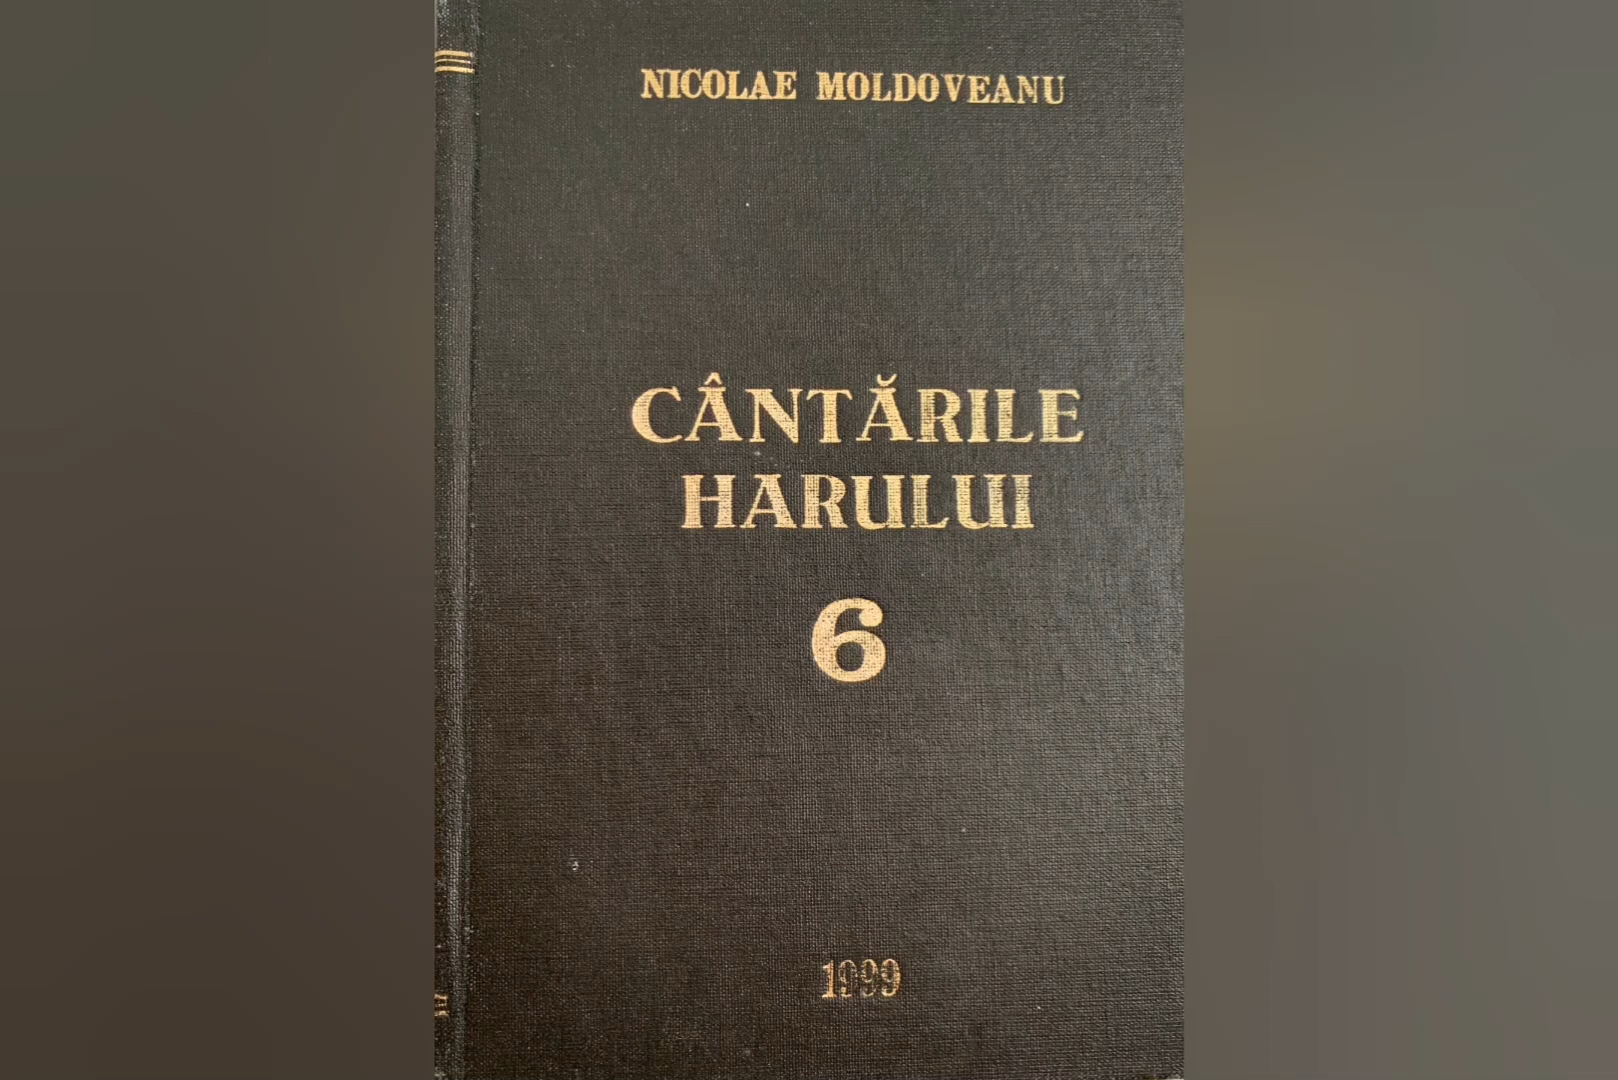 NICOLAE MOLDOVEANU
CÂNTĂRILE
HARULUI
6
1999